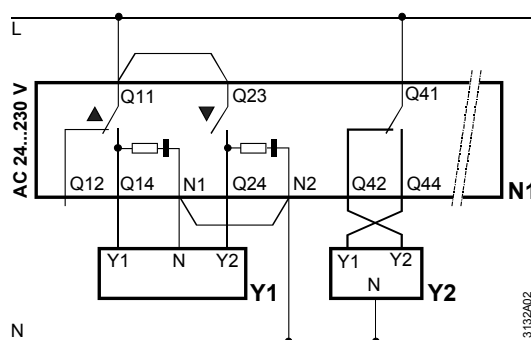 L
AC 24...230 V
Q11 Q23 Q41
Q12 Q14 N1 Q24 N2 Q42 Q44
N1
Y1 N Y2 Y1 Y2
N
Y1 Y2
N
3132A02